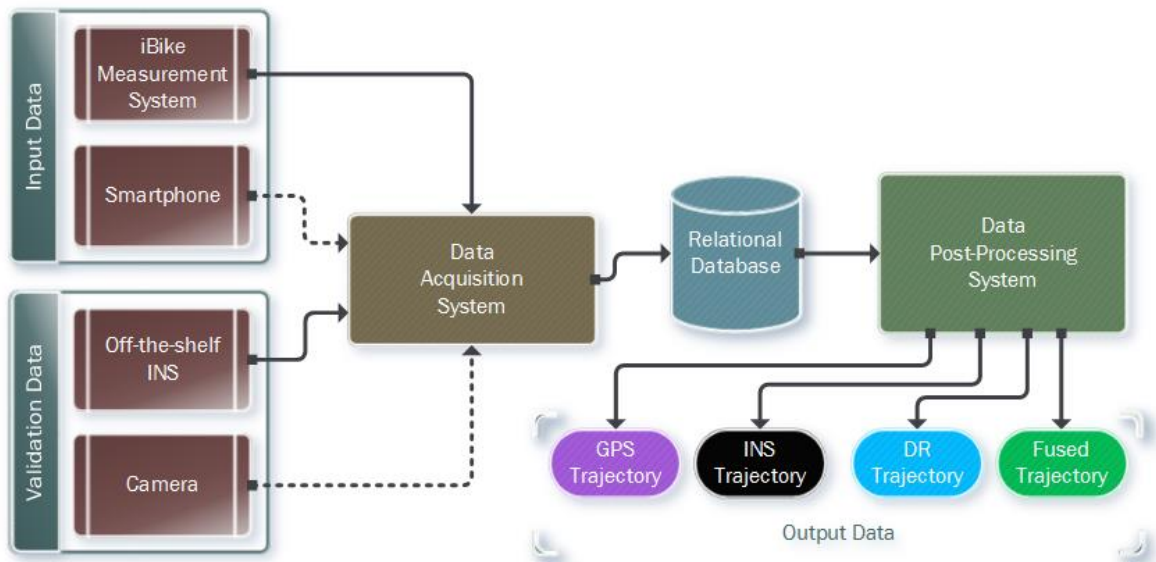 Input Data
iBike
Measurement
System
Smartphone
Validation Data
Off-the-shelf
INS
Camera
Data
Acquisition
System
Relational
Database
Data
Post-Processing
System
GPS
Trajectory
INS
Trajectory
DR
Trajectory
Fused
Trajectory
Output Data